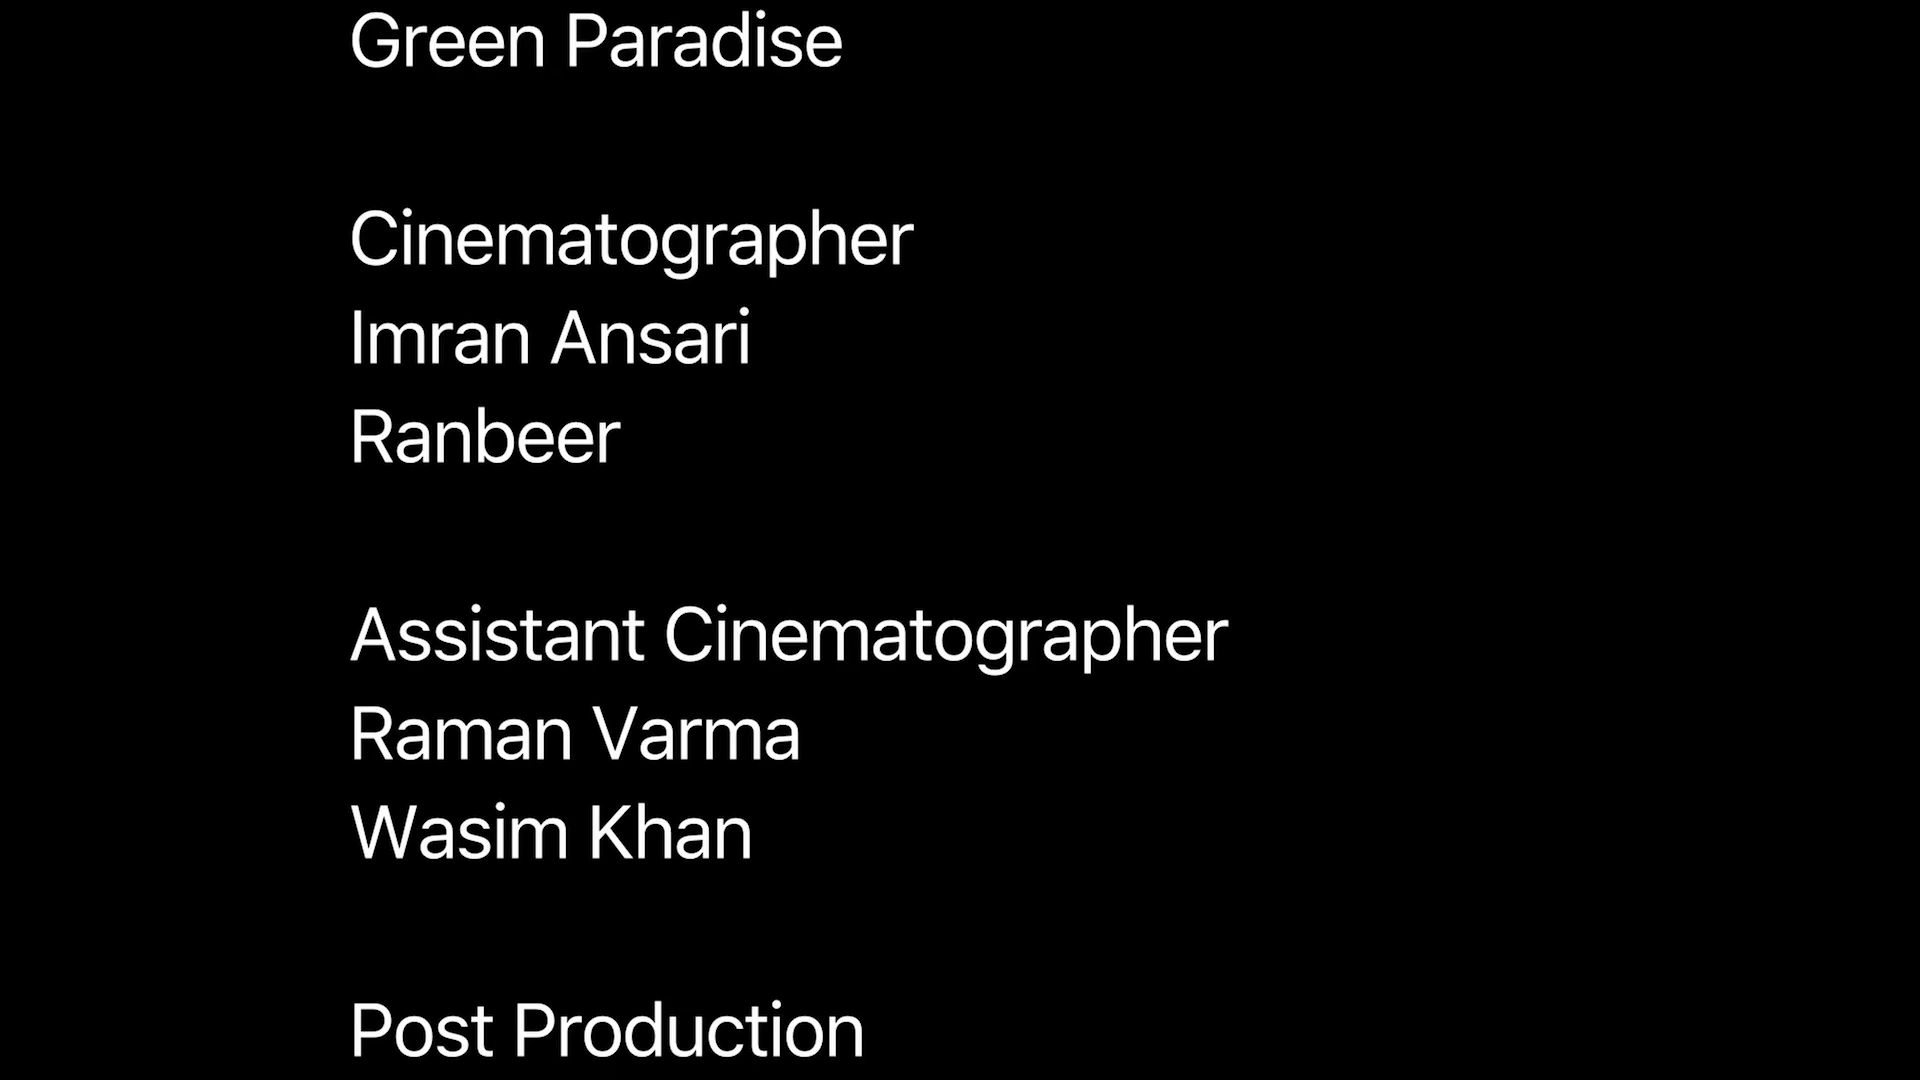 Green Paradise
Cinematographer
Imran Ansari
Ranbeer
Assistant Cinematographer
Raman Varma
Wasim Khan
Post Production